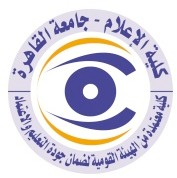 كلية الإعلام - جامعة القاهرة
كلية معتمدة من الهيئة القومية لضمان جودة التعليم والاعتماد